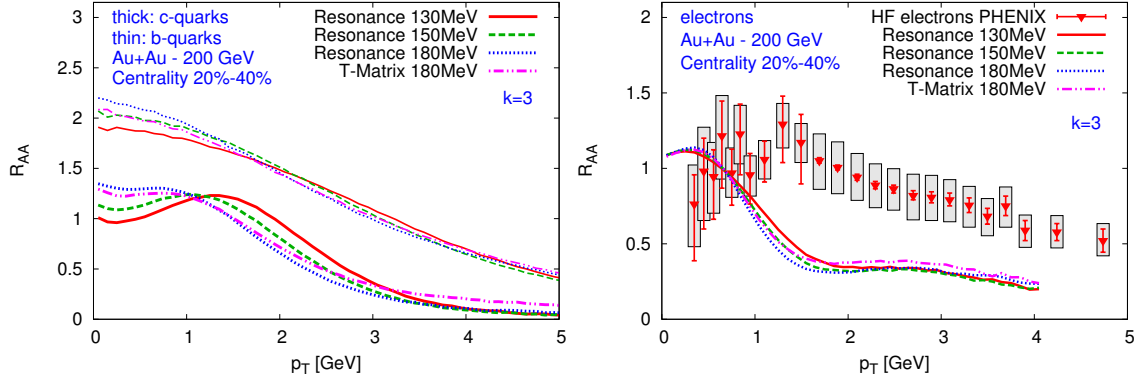 thick: c-quarks
thin: b-quarks
Au+Au - 200 GeV
Centrality 20%-40%
Resonance 130MeV
Resonance 150MeV
Resonance 180MeV
T-Matrix 180MeV
k=3
R_AA
3
2.5
2
1.5
1
0.5
0
0 1 2 3 4 5
p_T [GeV]
electrons
Au+Au - 200 GeV
Centrality 20%-40%
HF electrons PHENIX
Resonance 130MeV
Resonance 150MeV
Resonance 180MeV
T-Matrix 180MeV
k=3
R_AA
2
1.5
1
0.5
0
0 1 2 3 4 5
p_T [GeV]